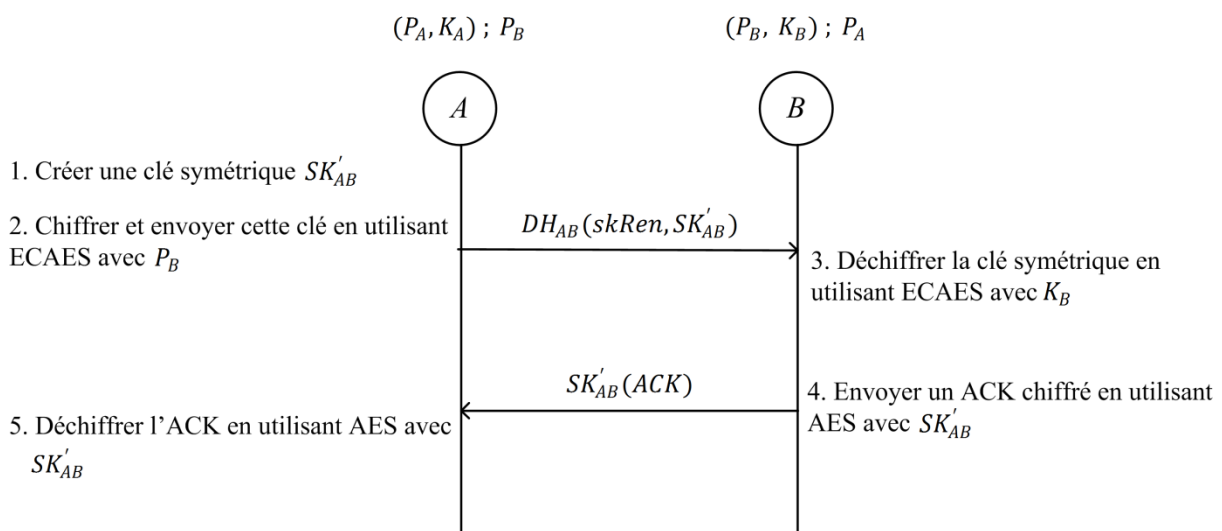 (P_A, K_A) ; P_B
(P_B, K_B) ; P_A
A
B
1. Créer une clé symétrique SK'_AB
2. Chiffrer et envoyer cette clé en utilisant
ECAES avec P_B
DH_AB(skRen, SK'_AB)
3. Déchiffrer la clé symétrique en
utilisant ECAES avec K_B
SK'_AB(ACK)
4. Envoyer un ACK chiffré en utilisant
AES avec SK'_AB
5. Déchiffrer l'ACK en utilisant AES avec
SK'_AB